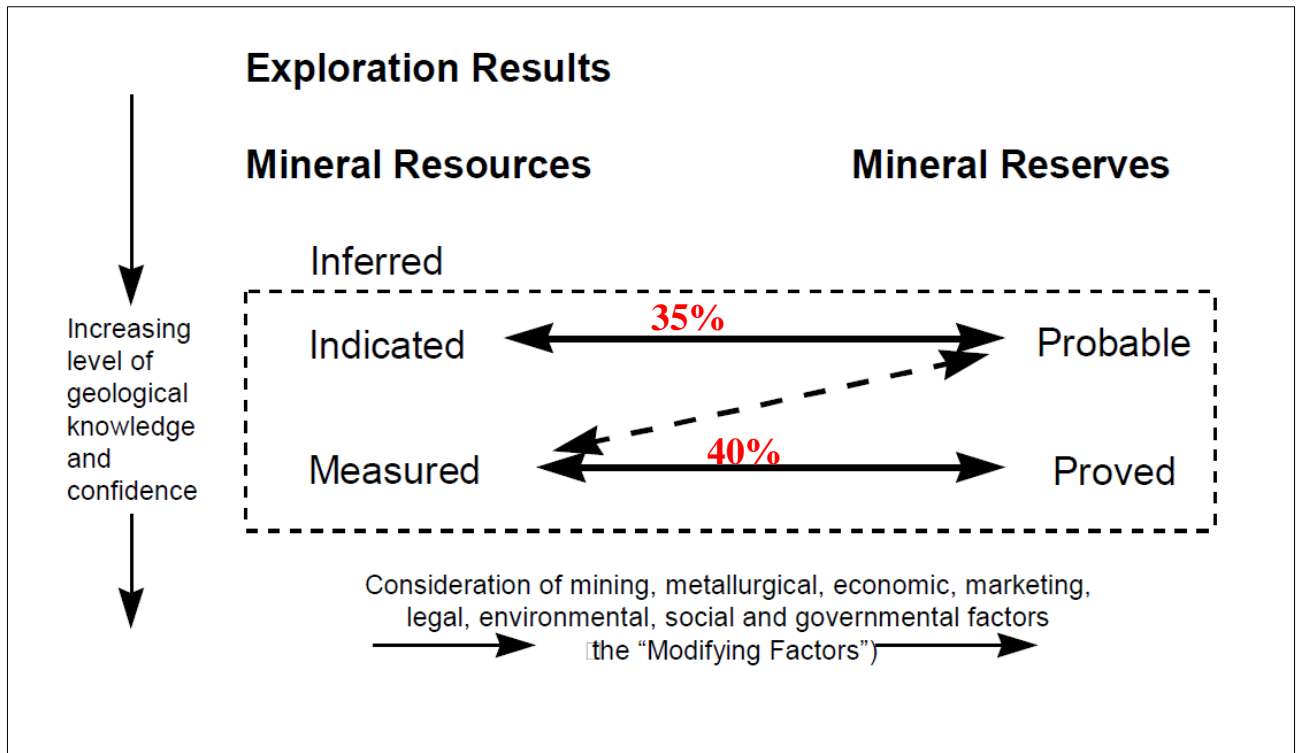 Exploration Results
Mineral Resources Mineral Reserves
Inferred
Indicated 35% Probable
Measured 40% Proved
Increasing
level of
geological
knowledge
and
confidence
Consideration of mining, metallurgical, economic, marketing,
legal, environmental, social and governmental factors
the “Modifying Factors”)